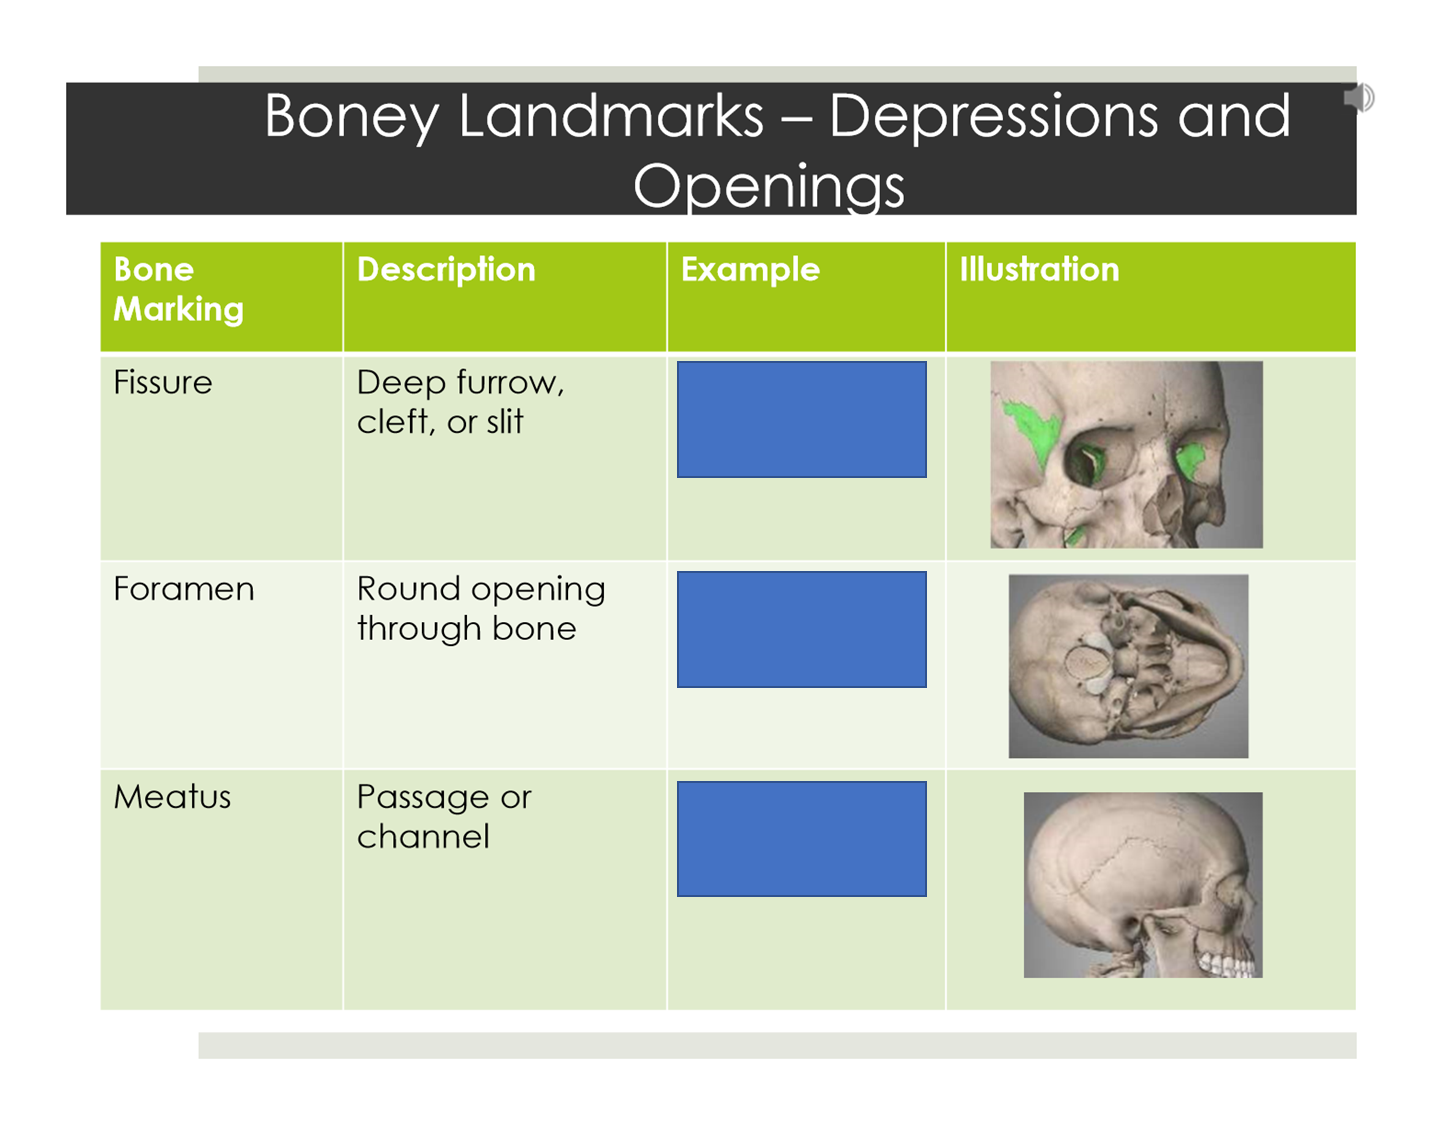 Boney Landmarks – Depressions and
Openings
Bone
Marking
Description
Example
Illustration
Fissure
Deep furrow,
cleft, or slit
Foramen
Round opening
through bone
Meatus
Passage or
channel